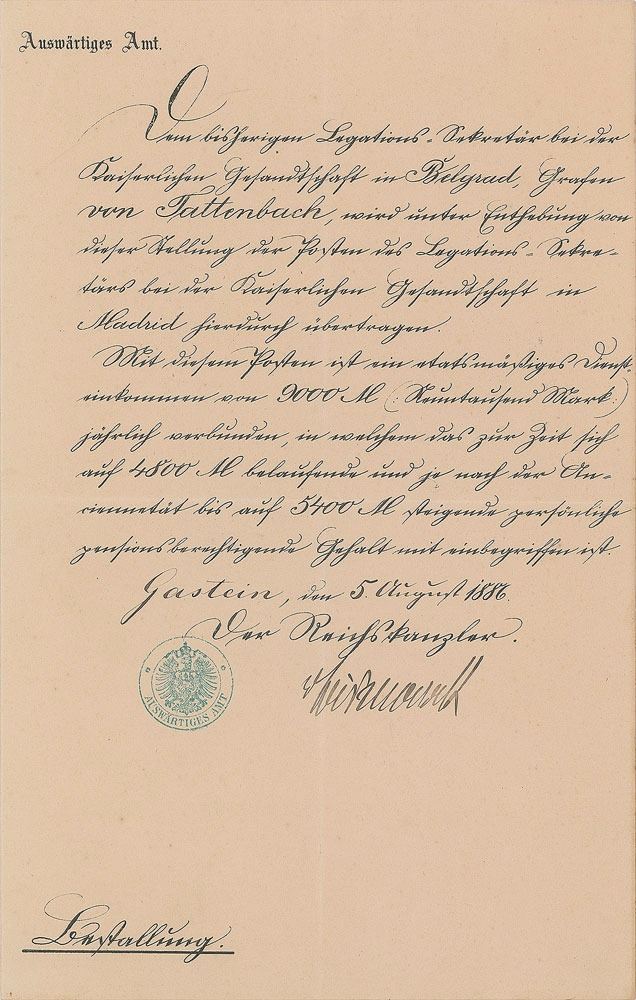 Auswärtiges Amt.
Dem bisherigen Legations-Sekretär bei der
Kaiserlichen Gesandtschaft in Belgrad, Grafen
von Tattenbach, wird unter Enthebung von
dieser Stellung der Posten des Legations-Sekre-
tärs bei der Kaiserlichen Gesandtschaft in
Madrid hierdurch übertragen.
Mit diesem Posten ist ein etatsmäßiges Dienst-
einkommen von 9000 M (: Neuntausend Mark :)
jährlich verbunden, in welchem das zur Zeit sich
auf 4800 M belaufende und je nach der An-
ciennetät bis auf 5400 M steigende persönliche
pensionsberechtigende Gehalt mit einbegriffen ist.
Gastein, den 5. August 1886.
Der Reichskanzler.
v Bismarck
AUSWÄRTIGES AMT
Bestallung.